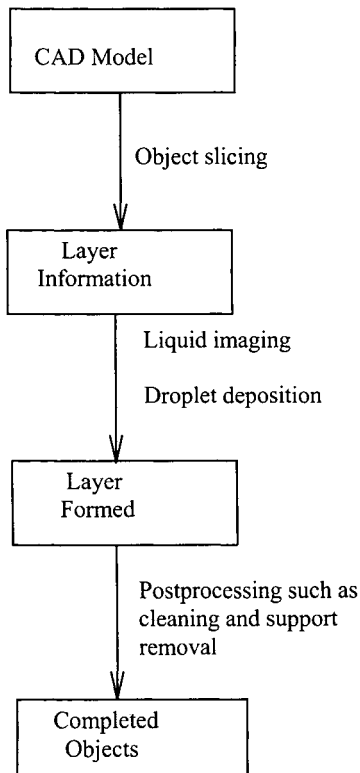 CAD Model
Object slicing
Layer
Information
Liquid imaging
Droplet deposition
Layer
Formed
Postprocessing such as
cleaning and support
removal
Completed
Objects